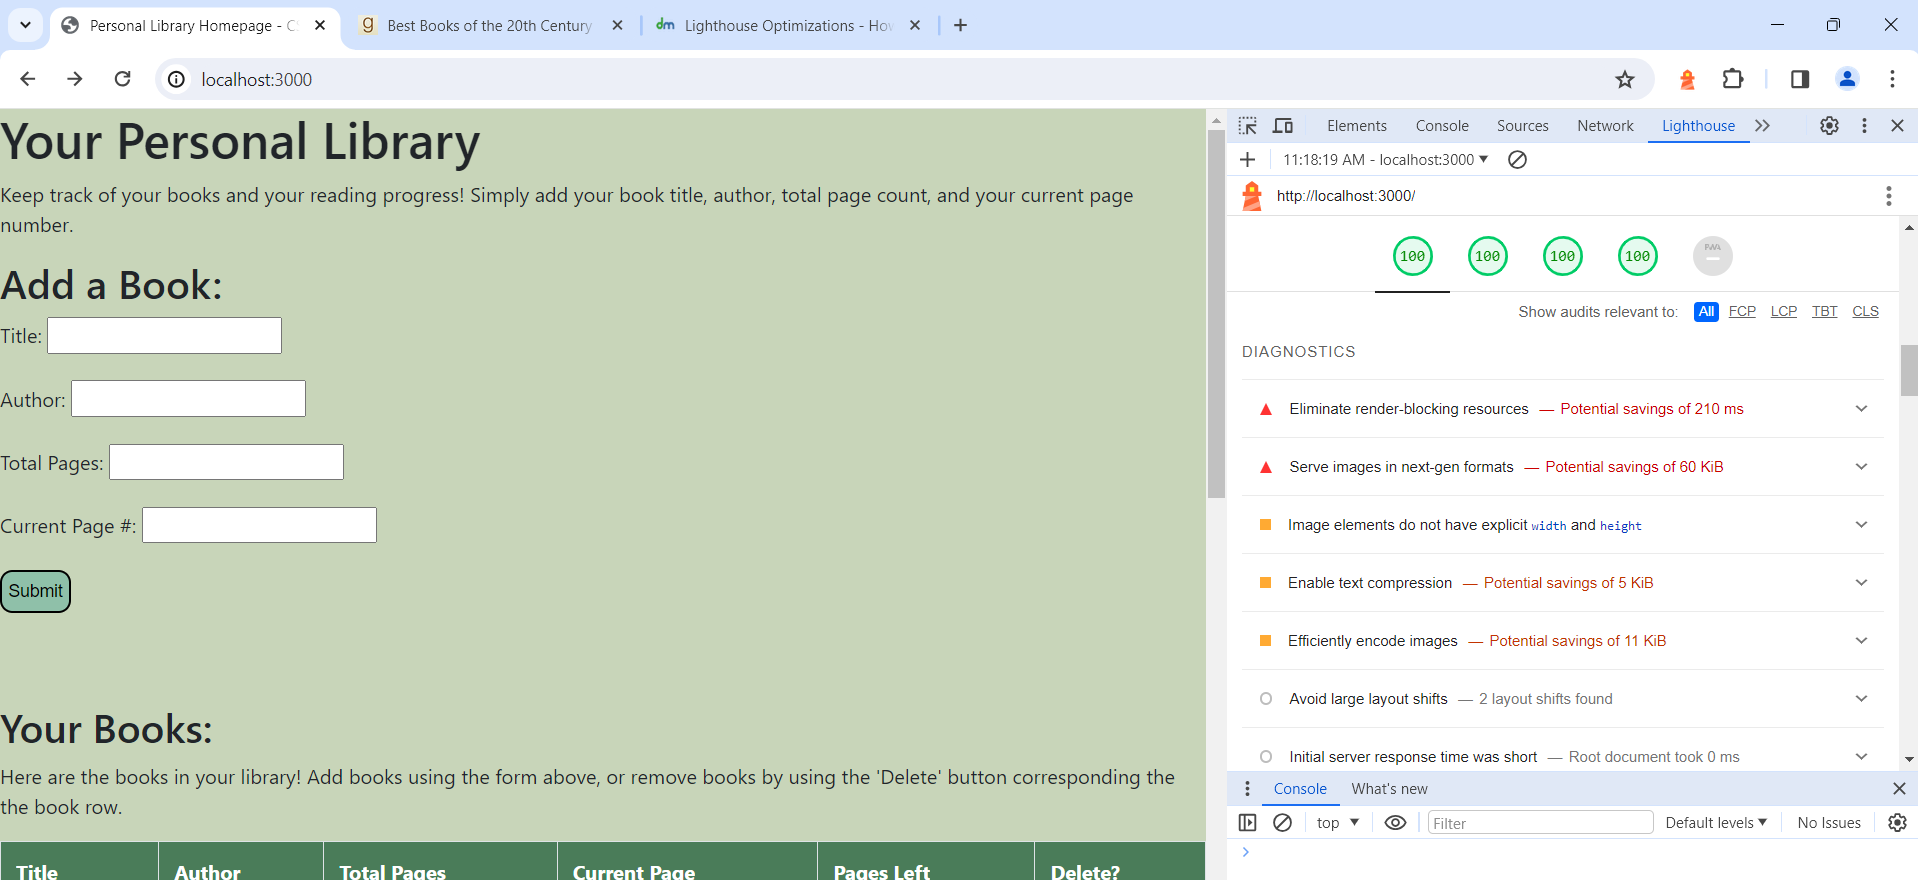 Personal Library Homepage - CS
g Best Books of the 20th Century
dm Lighthouse Optimizations - How
localhost:3000
Your Personal Library
Keep track of your books and your reading progress! Simply add your book title, author, total page count, and your current page
number.
Add a Book:
Title:
Author:
Total Pages:
Current Page #:
Submit
Your Books:
Here are the books in your library! Add books using the form above, or remove books by using the 'Delete' button corresponding the
the book row.
Title Author Total Pages Current Page Pages Left Delete?
Elements Console Sources Network Lighthouse
11:18:19 AM - localhost:3000
http://localhost:3000/
100 100 100 100 PWA
Show audits relevant to: All FCP LCP TBT CLS
DIAGNOSTICS
Eliminate render-blocking resources — Potential savings of 210 ms
Serve images in next-gen formats — Potential savings of 60 KiB
Image elements do not have explicit width and height
Enable text compression — Potential savings of 5 KiB
Efficiently encode images — Potential savings of 11 KiB
Avoid large layout shifts — 2 layout shifts found
Initial server response time was short — Root document took 0 ms
Console What's new
top Filter Default levels No Issues